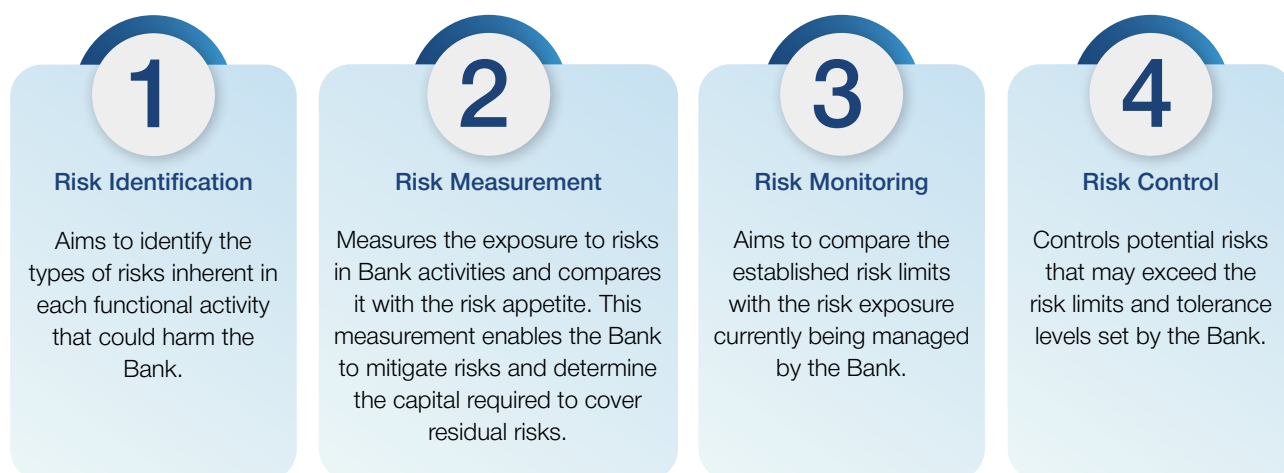 1
Risk Identification
Aims to identify the
types of risks inherent in
each functional activity
that could harm the
Bank.
2
Risk Measurement
Measures the exposure to risks
in Bank activities and compares
it with the risk appetite. This
measurement enables the Bank
to mitigate risks and determine
the capital required to cover
residual risks.
3
Risk Monitoring
Aims to compare the
established risk limits
with the risk exposure
currently being managed
by the Bank.
4
Risk Control
Controls potential risks
that may exceed the
risk limits and tolerance
levels set by the Bank.